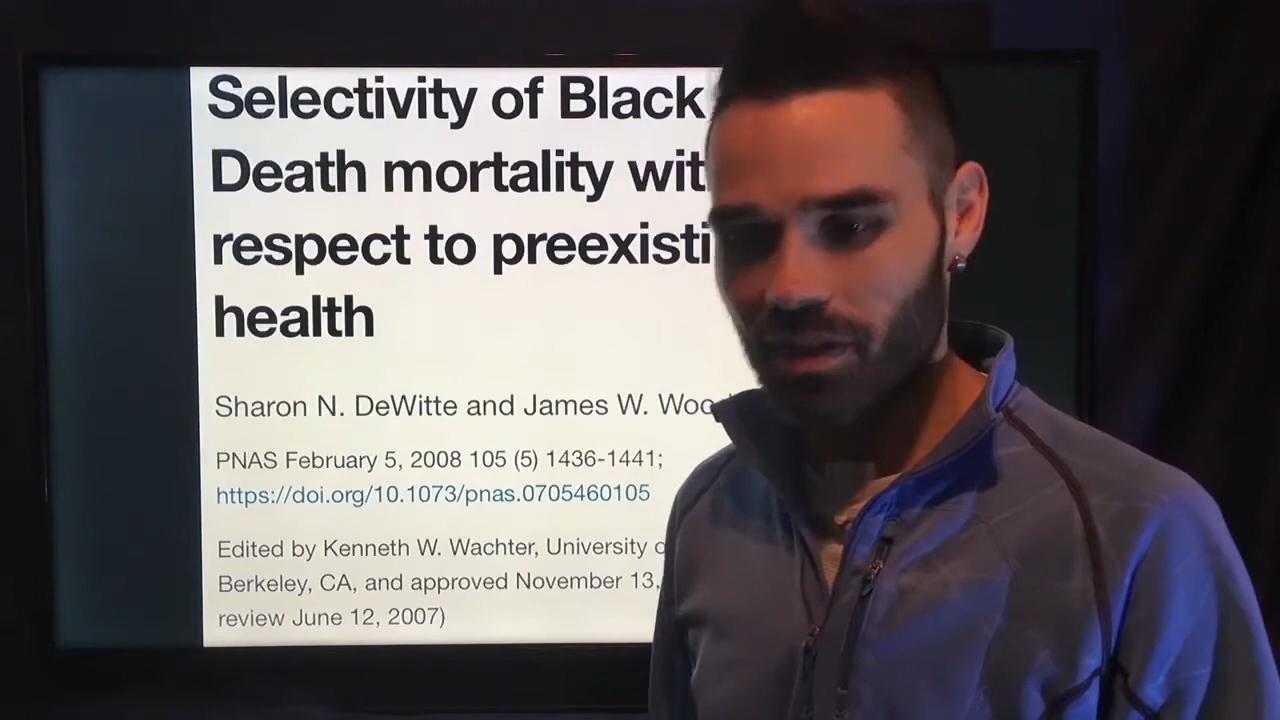 Selectivity of Black
Death mortality wit
respect to preexisti
health
Sharon N. DeWitte and James W. Woo
PNAS February 5, 2008 105 (5) 1436-1441;
https://doi.org/10.1073/pnas.0705460105
Edited by Kenneth W. Wachter, University o
Berkeley, CA, and approved November 13,
review June 12, 2007)